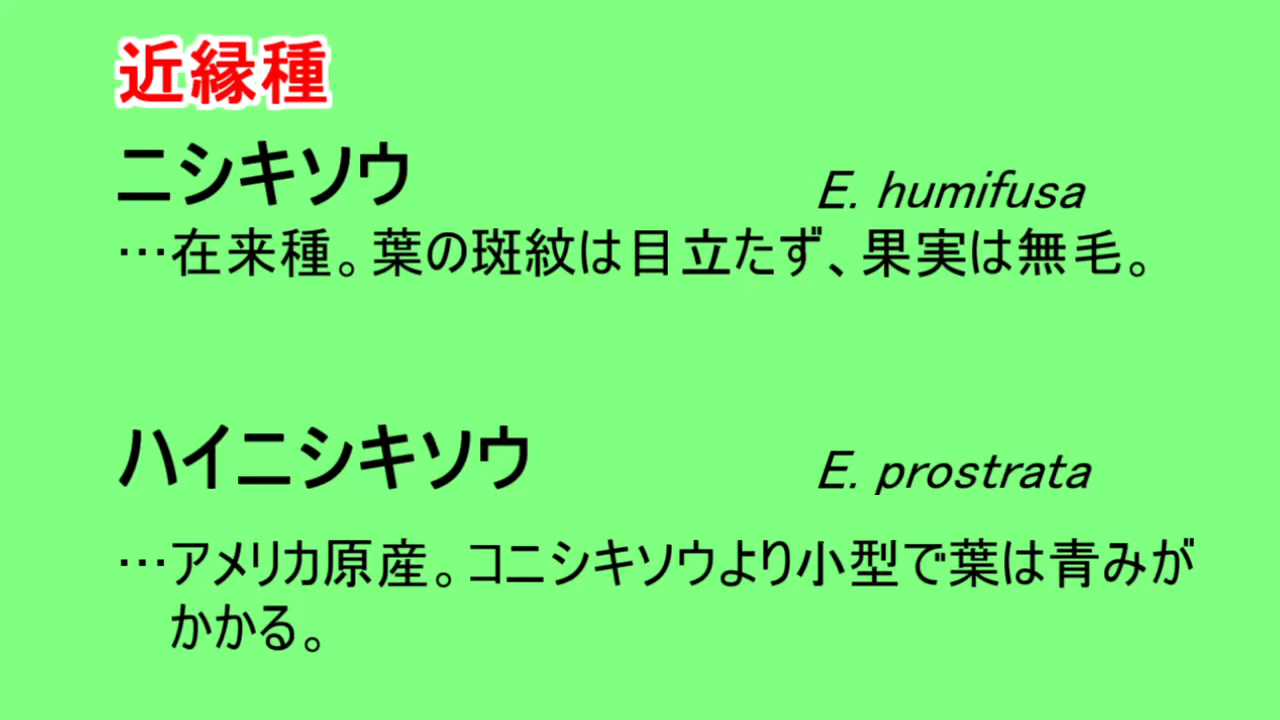 近縁種
ニシキソウ E. humifusa
…在来種。葉の斑紋は目立たず、果実は無毛。
ハイニシキソウ E. prostrata
…アメリカ原産。コニシキソウより小型で葉は青みが
かかる。